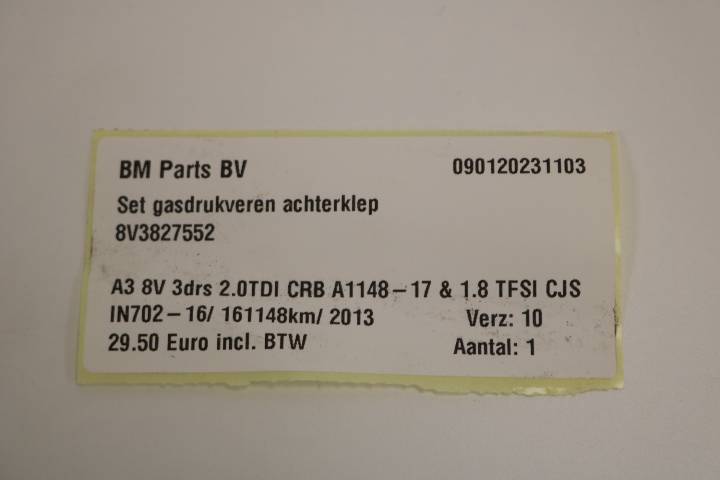 BM Parts BV 090120231103
Set gasdrukveren achterklep
8V3827552
A3 8V 3drs 2.0TDI CRB A1148-17 & 1.8 TFSI CJS
IN702-16/ 161148km/ 2013 Verz: 10
29.50 Euro incl. BTW Aantal: 1